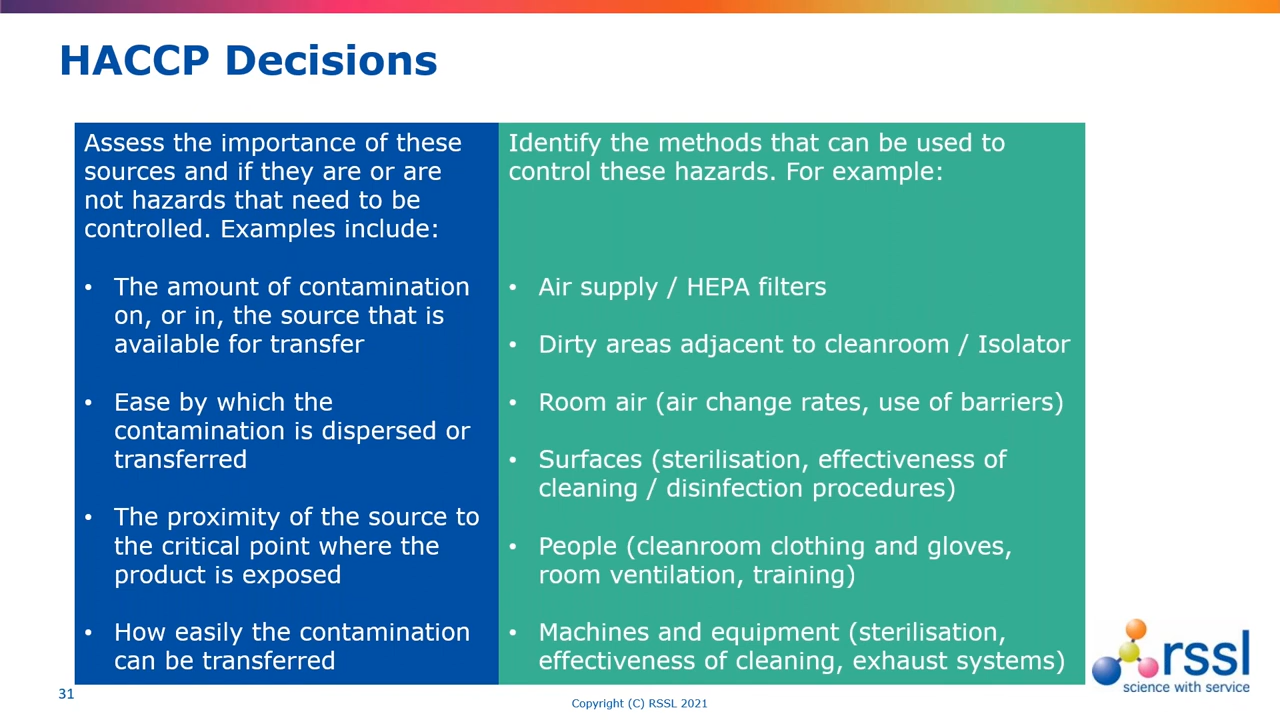 HACCP Decisions
Assess the importance of these
sources and if they are or are
not hazards that need to be
controlled. Examples include:
• The amount of contamination
on, or in, the source that is
available for transfer
• Ease by which the
contamination is dispersed or
transferred
• The proximity of the source to
the critical point where the
product is exposed
• How easily the contamination
can be transferred
Identify the methods that can be used to
control these hazards. For example:
• Air supply / HEPA filters
• Dirty areas adjacent to cleanroom / Isolator
• Room air (air change rates, use of barriers)
• Surfaces (sterilisation, effectiveness of
cleaning / disinfection procedures)
• People (cleanroom clothing and gloves,
room ventilation, training)
• Machines and equipment (sterilisation,
effectiveness of cleaning, exhaust systems)
rssl
science with service
31
Copyright (C) RSSL 2021